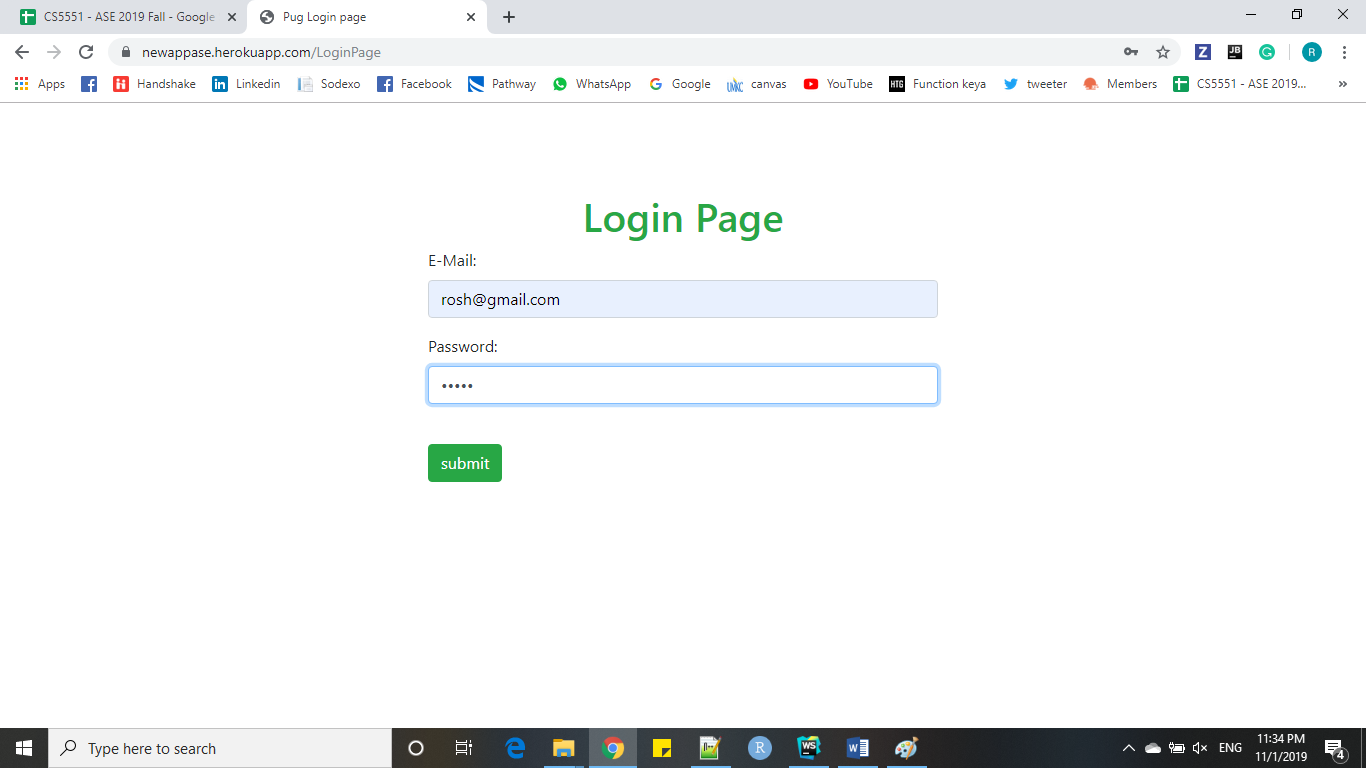 CS5551 - ASE 2019 Fall - Google
Pug Login page
newappase.herokuapp.com/LoginPage
R
Apps
Handshake
Linkedin
Sodexo
Facebook
Pathway
WhatsApp
Google
canvas
YouTube
Function keya
tweeter
Members
CS5551 - ASE 2019...
Login Page
E-Mail:
rosh@gmail.com
Password:
•••••
submit
Type here to search
ENG
11:34 PM
11/1/2019
4